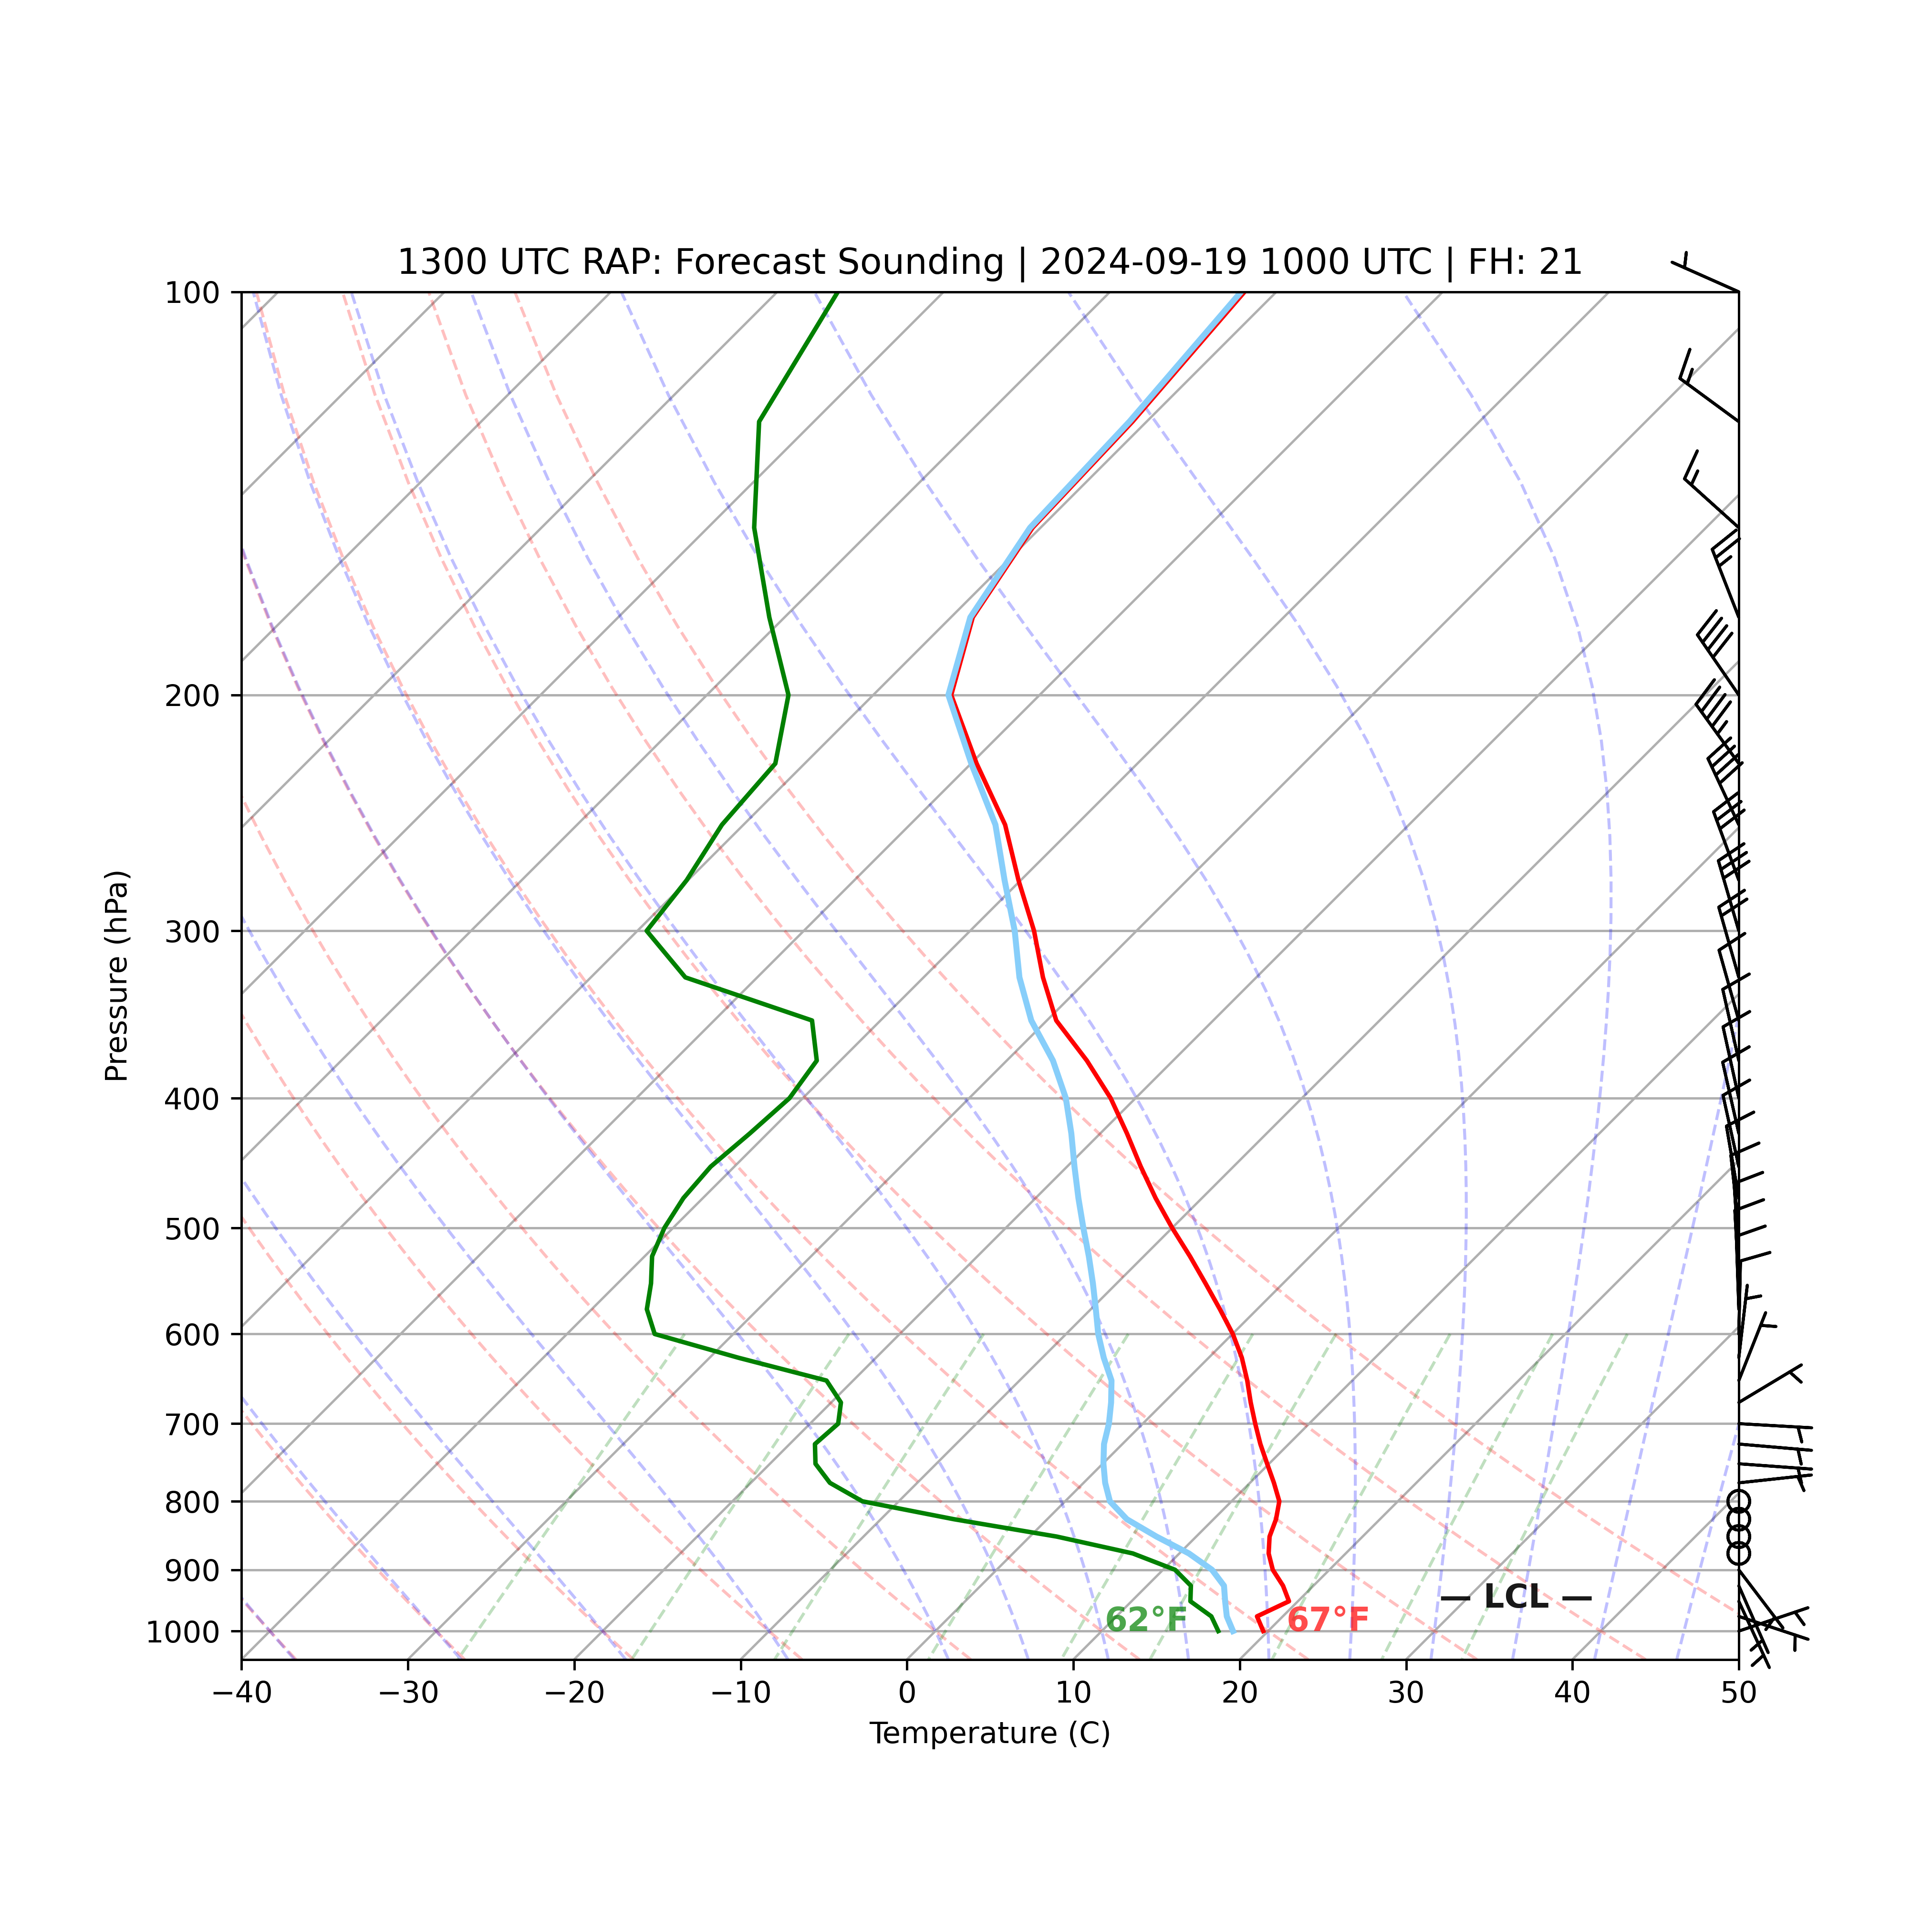 1300 UTC RAP: Forecast Sounding | 2024-09-19 1000 UTC | FH: 21
100
200
300
400
500
600
700
800
900
1000
Pressure (hPa)
— LCL —
62°F 67°F
−40 −30 −20 −10 0 10 20 30 40 50
Temperature (C)